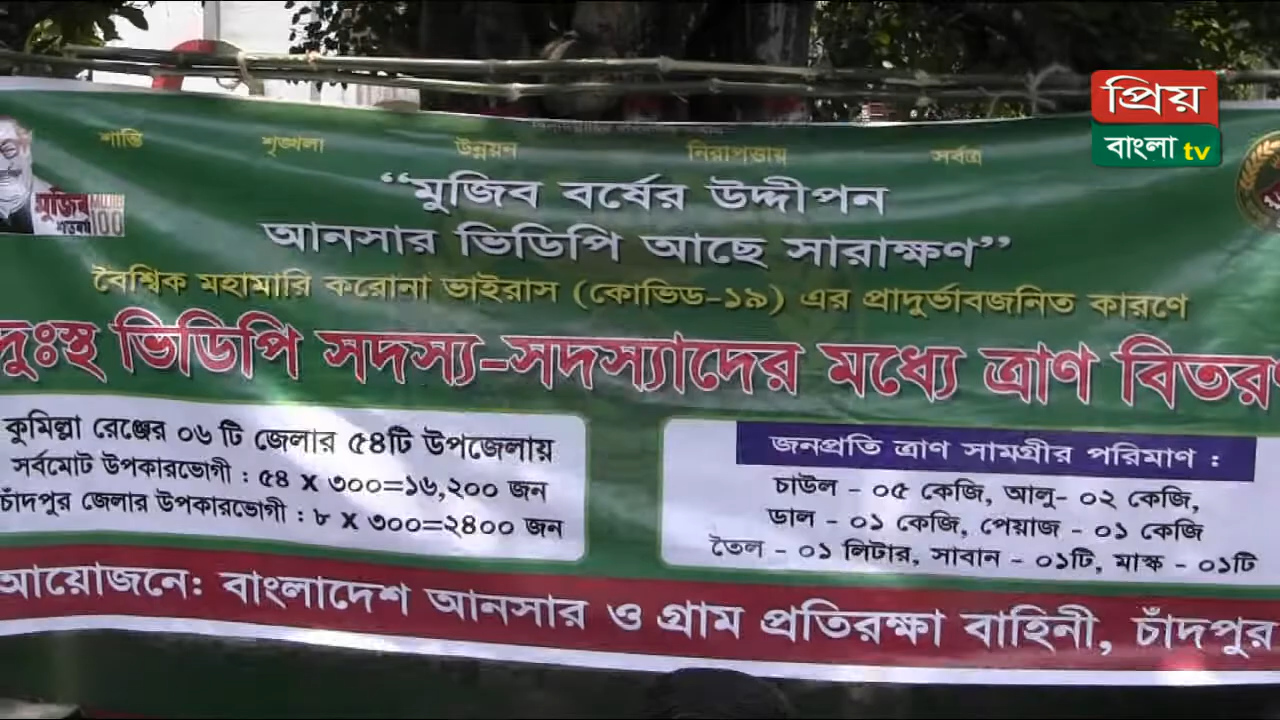 প্রিয়
বাংলা tv
শান্তি শৃঙ্খলা উন্নয়ন নিরাপত্তায় সর্বত্র
“মুজিব বর্ষের উদ্দীপন
আনসার ভিডিপি আছে সারাক্ষণ”
মুজিব
শতবর্ষ 100
বৈশ্বিক মহামারি করোনা ভাইরাস (কোভিড-১৯) এর প্রাদুর্ভাবজনিত কারণে
দুঃস্থ ভিডিপি সদস্য-সদস্যাদের মধ্যে ত্রাণ বিতরণ
কুমিল্লা রেঞ্জের ০৬ টি জেলার ৫৪টি উপজেলায়
সর্বমোট উপকারভোগী : ৫৪ X ৩০০=১৬,২০০ জন
চাঁদপুর জেলার উপকারভোগী : ৮ X ৩০০=২৪০০ জন
জনপ্রতি ত্রাণ সামগ্রীর পরিমাণ :
চাউল - ০৫ কেজি, আলু- ০২ কেজি,
ডাল - ০১ কেজি, পেয়াজ - ০১ কেজি
তৈল - ০১ লিটার, সাবান - ০১টি, মাস্ক - ০১টি
আয়োজনে: বাংলাদেশ আনসার ও গ্রাম প্রতিরক্ষা বাহিনী, চাঁদপুর